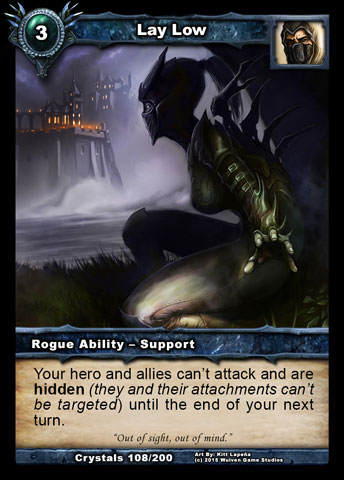 3
Lay Low
Rogue Ability – Support
Your hero and allies can't attack and are
hidden (they and their attachments can't
be targeted) until the end of your next
turn.
"Out of sight, out of mind."
Crystals 108/200
Art By: Kitt Lapeña
(c) 2015 Wulven Game Studios